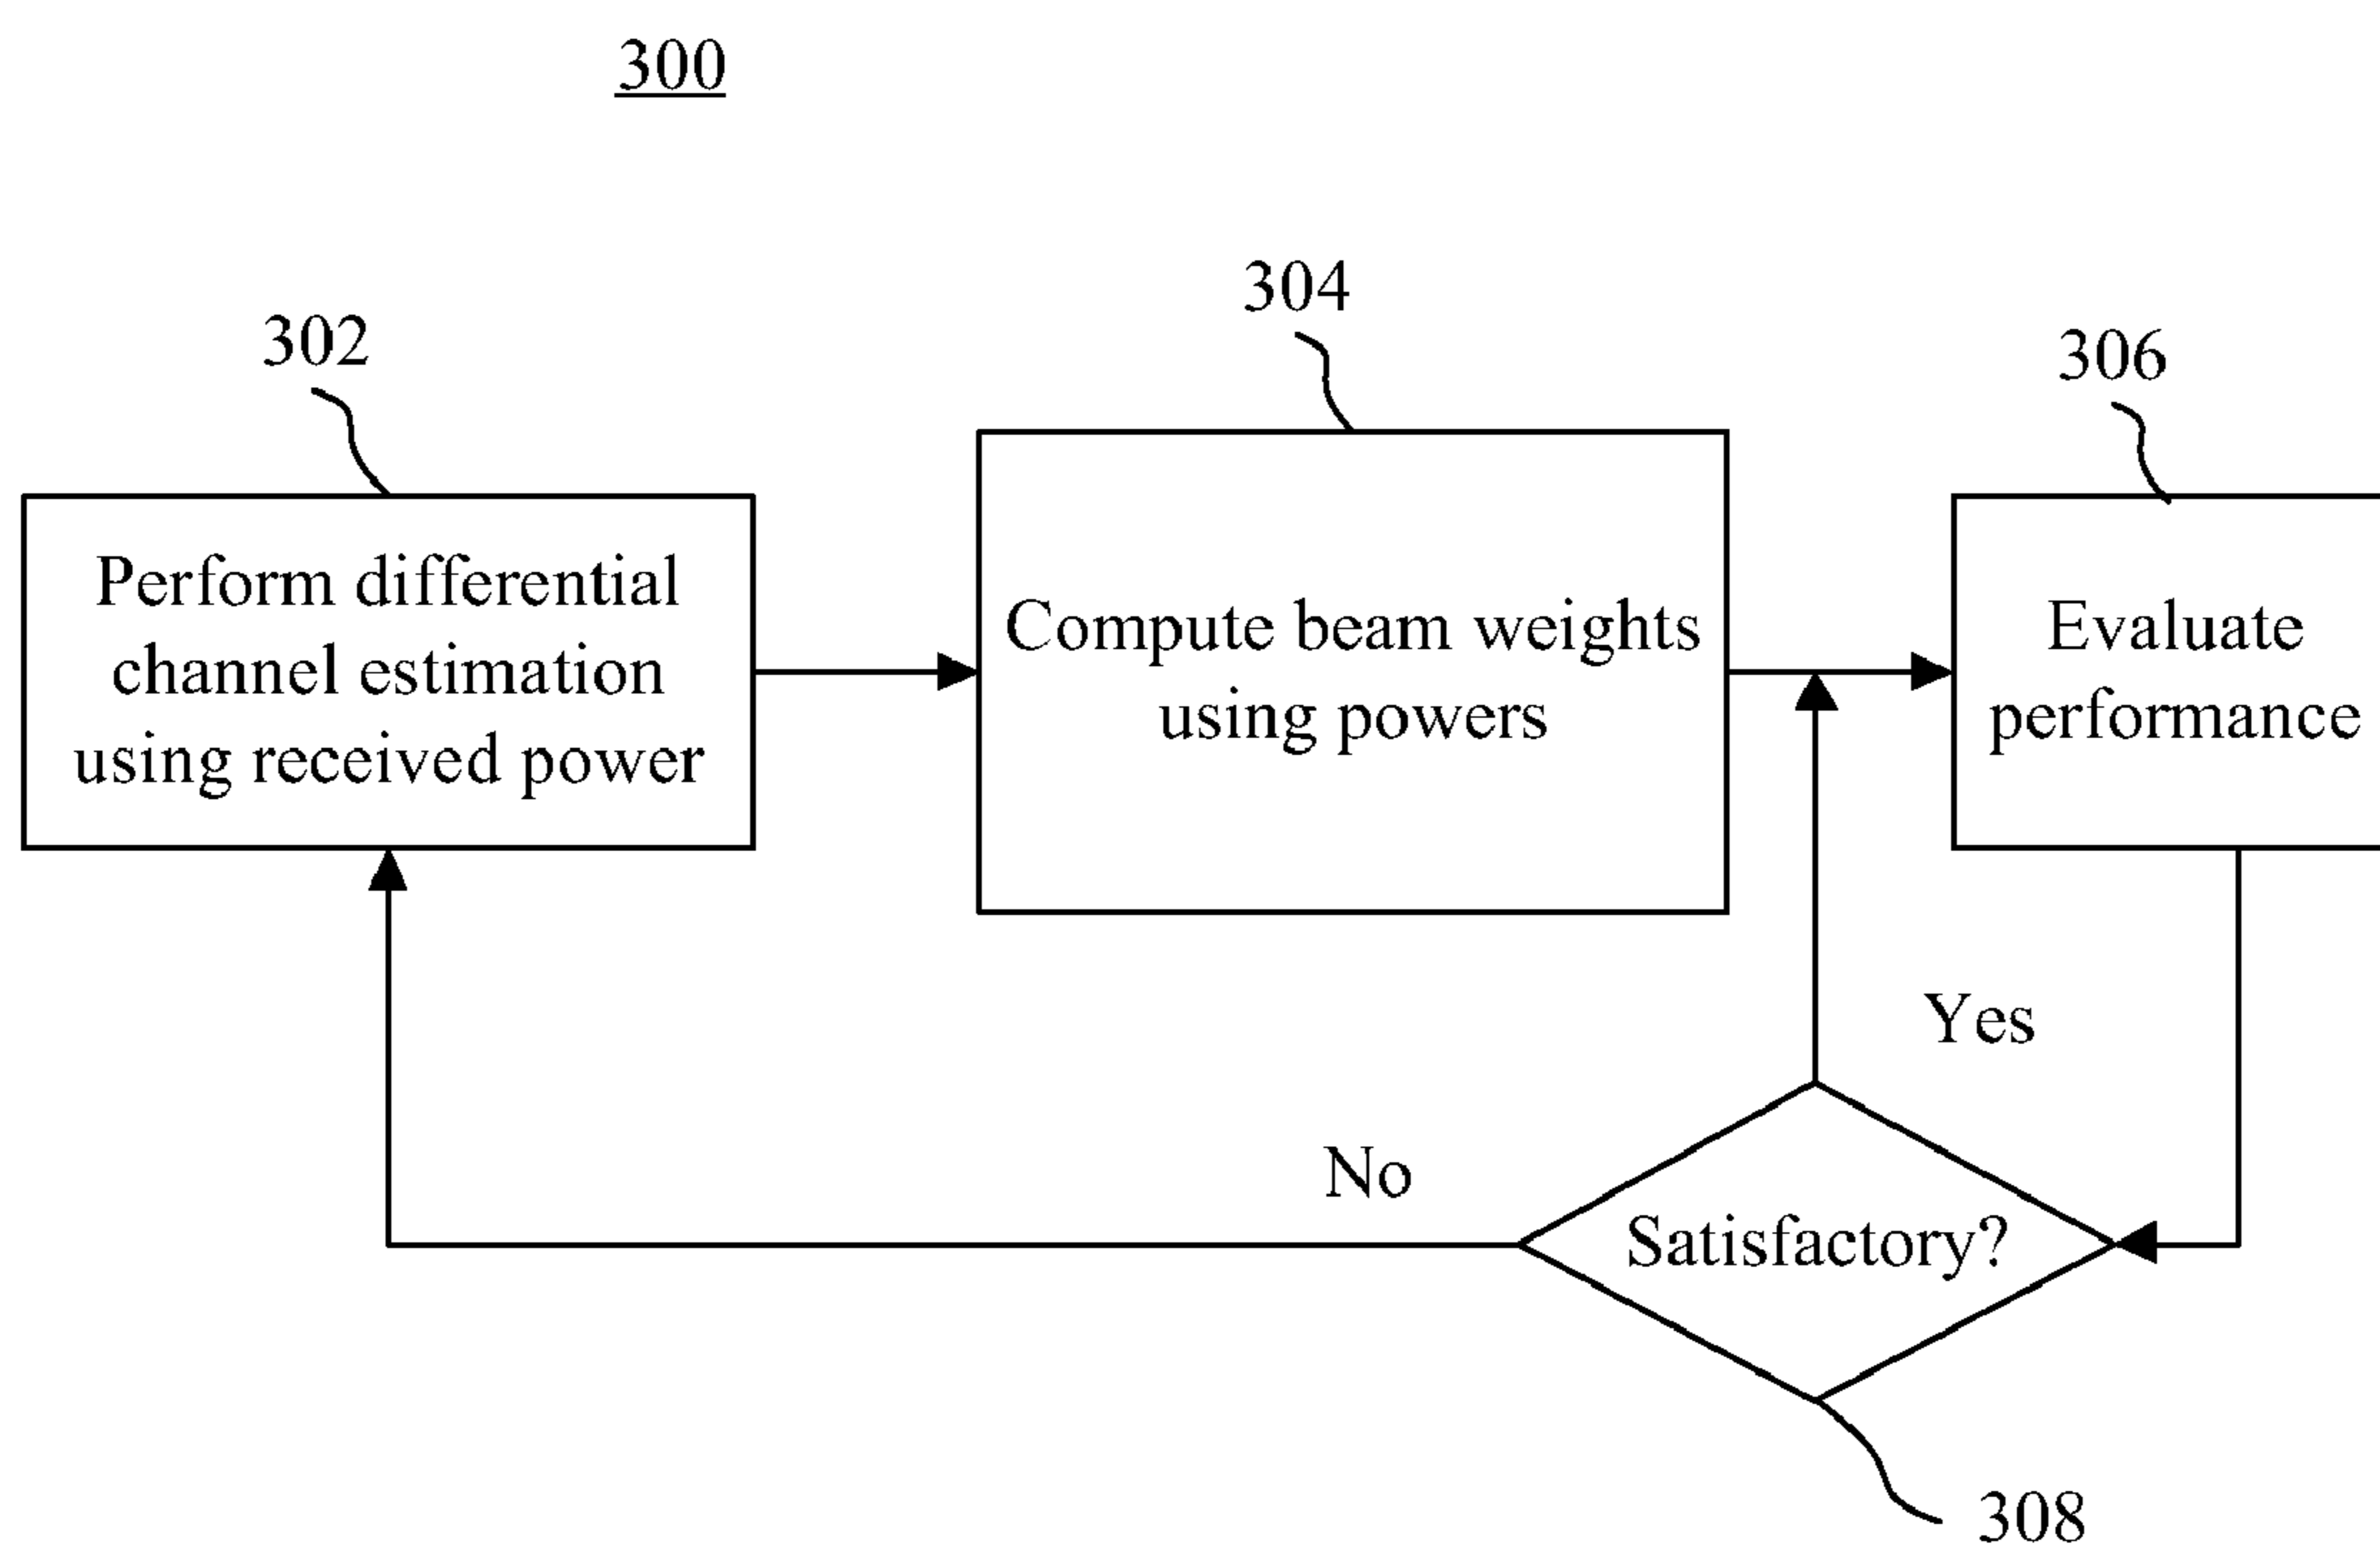 300
302
304
306
Perform differential
channel estimation
using received power
Compute beam weights
using powers
Evaluate
performance
Yes
No
Satisfactory?
308